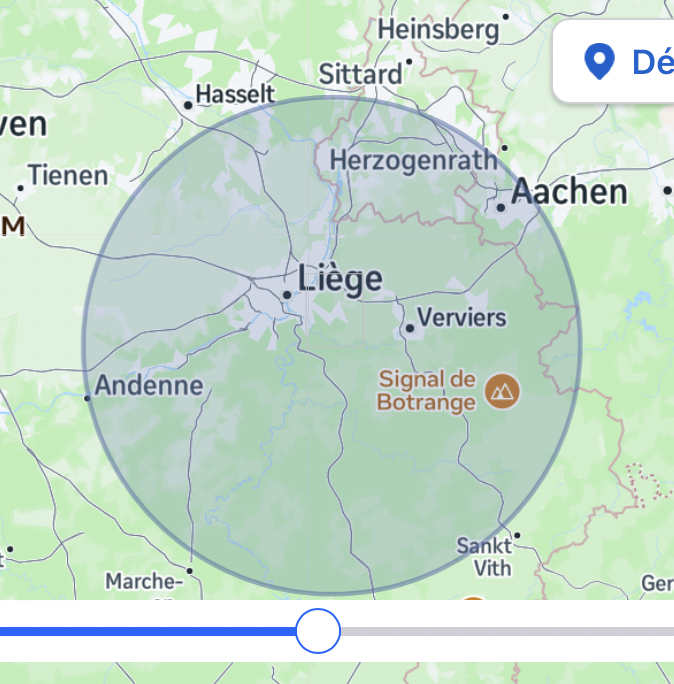 Heinsberg
Sittard
Dé
Hasselt
ven
Herzogenrath
Tienen
Aachen
M
Liège
Verviers
Signal de
Botrange
Andenne
Sankt
Vith
t
Marche-
Ger